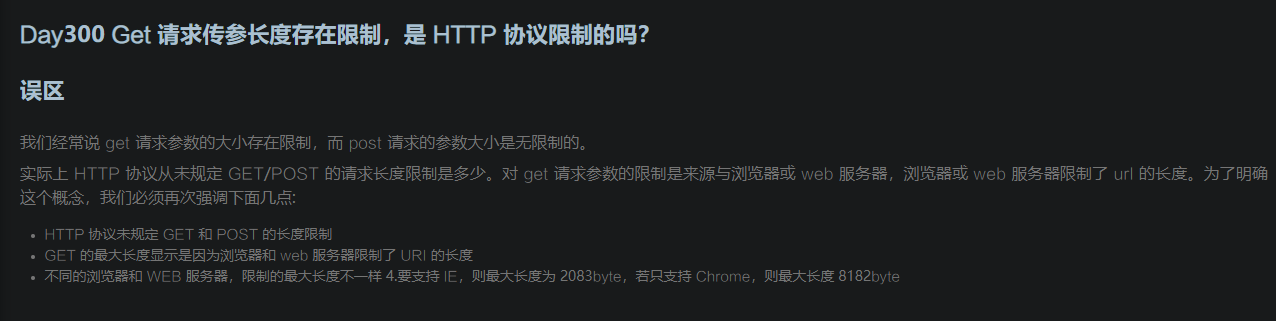 Day300 Get 请求传参长度存在限制，是 HTTP 协议限制的吗？
误区
我们经常说 get 请求参数的大小存在限制，而 post 请求的参数大小是无限制的。
实际上 HTTP 协议从未规定 GET/POST 的请求长度限制是多少。对 get 请求参数的限制是来源与浏览器或 web 服务器，浏览器或 web 服务器限制了 url 的长度。为了明确
这个概念，我们必须再次强调下面几点:
• HTTP 协议未规定 GET 和 POST 的长度限制
• GET 的最大长度显示是因为浏览器和 web 服务器限制了 URI 的长度
• 不同的浏览器和 WEB 服务器，限制的最大长度不一样 4.要支持 IE，则最大长度为 2083byte，若只支持 Chrome，则最大长度 8182byte